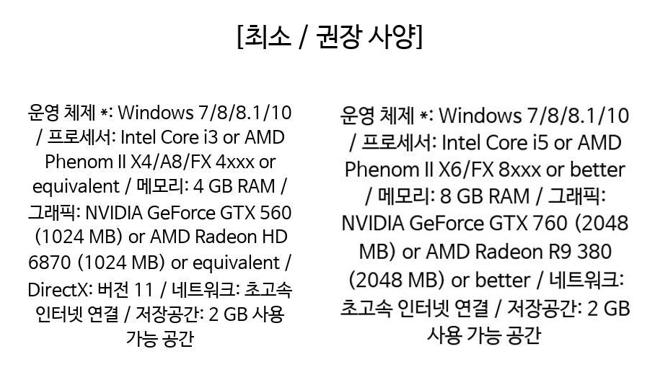 [최소 / 권장 사양]
운영 체제 *: Windows 7/8/8.1/10
/ 프로세서: Intel Core i3 or AMD
Phenom II X4/A8/FX 4xxx or
equivalent / 메모리: 4 GB RAM /
그래픽: NVIDIA GeForce GTX 560
(1024 MB) or AMD Radeon HD
6870 (1024 MB) or equivalent /
DirectX: 버전 11 / 네트워크: 초고속
인터넷 연결 / 저장공간: 2 GB 사용
가능 공간
운영 체제 *: Windows 7/8/8.1/10
/ 프로세서: Intel Core i5 or AMD
Phenom II X6/FX 8xxx or better
/ 메모리: 8 GB RAM / 그래픽:
NVIDIA GeForce GTX 760 (2048
MB) or AMD Radeon R9 380
(2048 MB) or better / 네트워크:
초고속 인터넷 연결 / 저장공간: 2 GB
사용 가능 공간